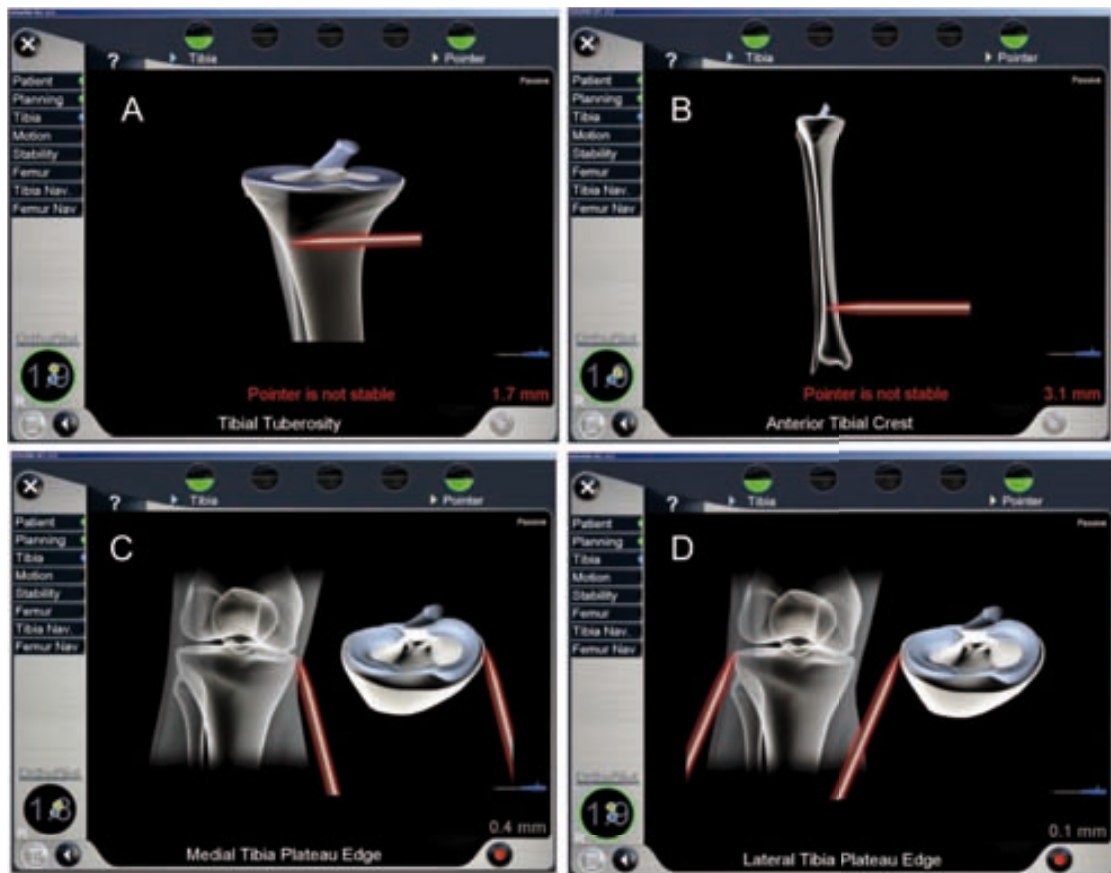 A
?
Tibia
Pointer
Passive
Patient
Planning
Tibia
Motion
Stability
Femur
Tibia Nav.
Femur Nav
Pointer is not stable
1.7 mm
Tibial Tuberosity
B
?
Tibia
Pointer
Passive
Patient
Planning
Tibia
Motion
Stability
Femur
Tibia Nav.
Femur Nav
Pointer is not stable
3.1 mm
Anterior Tibial Crest
C
?
Tibia
Pointer
Passive
Patient
Planning
Tibia
Motion
Stability
Femur
Tibia Nav.
Femur Nav
1.8
0.4 mm
Medial Tibia Plateau Edge
D
?
Tibia
Pointer
Passive
Patient
Planning
Tibia
Motion
Stability
Femur
Tibia Nav.
Femur Nav
1.9
0.1 mm
Lateral Tibia Plateau Edge